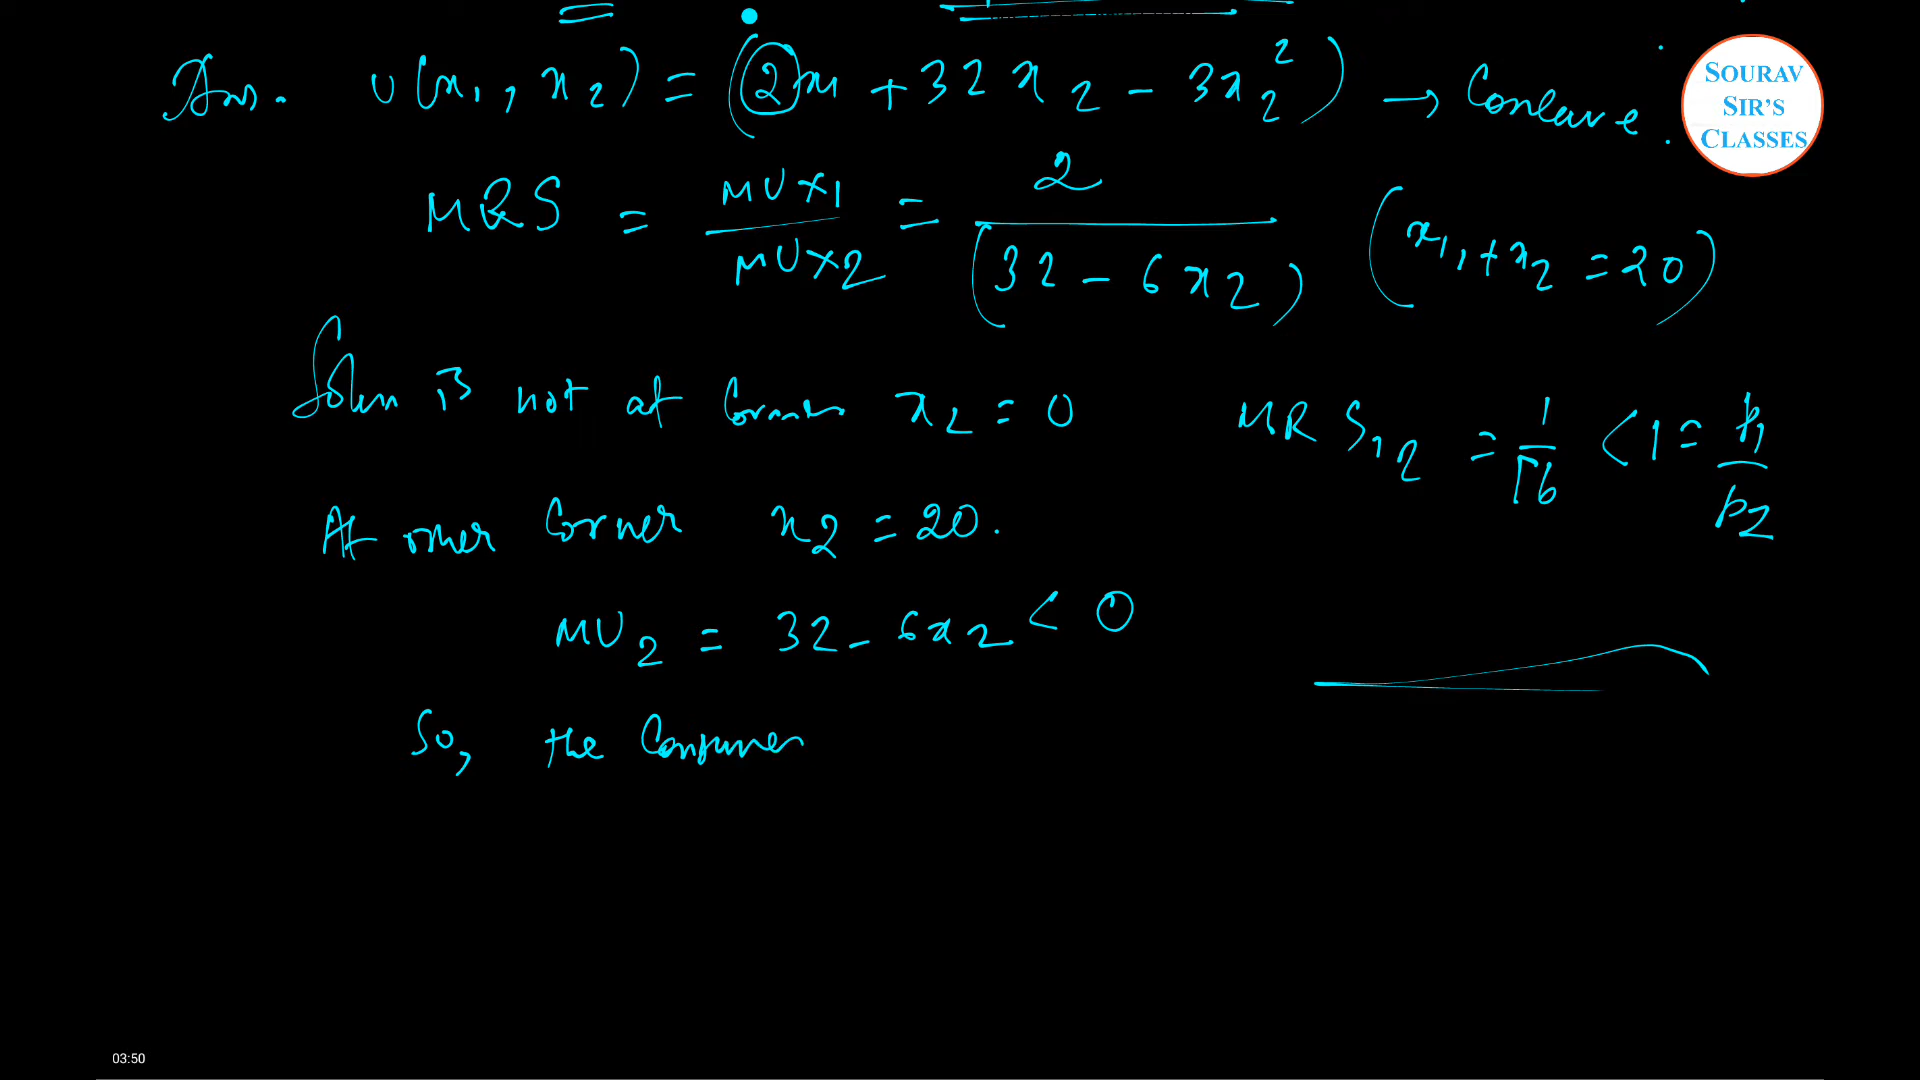 Ans. U(x₁, x₂) = (2x₁ + 32x₂ - 3x₂²) → Conlave.
SOURAV
SIR'S
CLASSES
MRS = MUX1/MUX2 = 2/(32 - 6x₂) (x₁, + x₂ = 20)
Soln is not at Corner x₂ = 0 MRS₁₂ = 1/16 < 1 = p₁/p₂
At other Corner x₂ = 20.
MU₂ = 32 - 6x₂ < 0
So, the Consumer
03:50